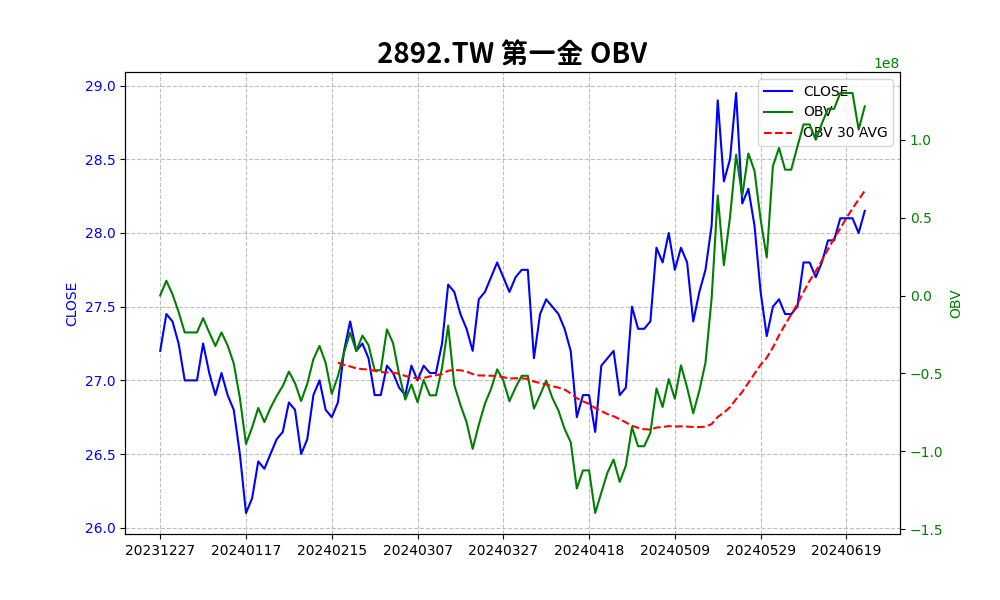 2892.TW 第一金 OBV
1e8
CLOSE
OBV
OBV 30 AVG
29.0
28.5
28.0
27.5
27.0
26.5
26.0
CLOSE
1.0
0.5
0.0
−0.5
−1.0
−1.5
OBV
20231227 20240117 20240215 20240307 20240327 20240418 20240509 20240529 20240619